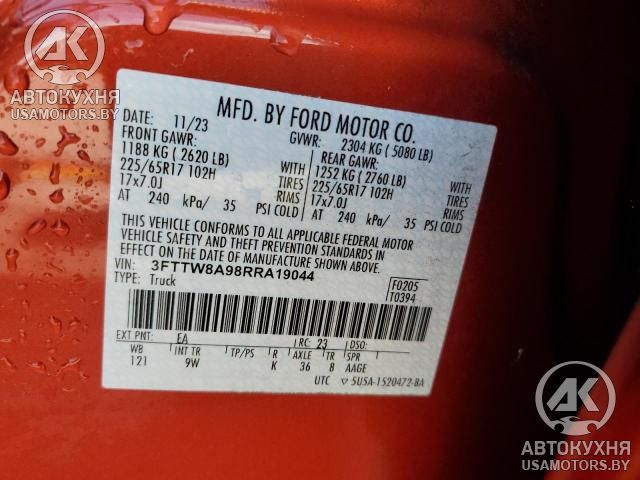 AK
АВТОКУХНЯ
USAMOTORS.BY
MFD. BY FORD MOTOR CO.
DATE: 11/23 GVWR: 2304 KG ( 5080 LB)
FRONT GAWR: REAR GAWR:
1188 KG ( 2620 LB) WITH 1252 KG ( 2760 LB) WITH
225/65R17 102H TIRES 225/65R17 102H TIRES
17x7.0J RIMS 17x7.0J RIMS
AT 240 kPa/ 35 PSI COLD AT 240 kPa/ 35 PSI COLD
THIS VEHICLE CONFORMS TO ALL APPLICABLE FEDERAL MOTOR
VEHICLE SAFETY AND THEFT PREVENTION STANDARDS IN
EFFECT ON THE DATE OF MANUFACTURE SHOWN ABOVE.
VIN: 3FTTW8A98RRA19044
TYPE: Truck
F0205
T0394
EXT PNT: EA RC: 23 DSO:
WB INT TR TP/PS R AXLE TR SPR
121 9W K 36 8 AAGE
UTC ▽ 5U5A-1520472-BA
AK
АВТОКУХНЯ
USAMOTORS.BY